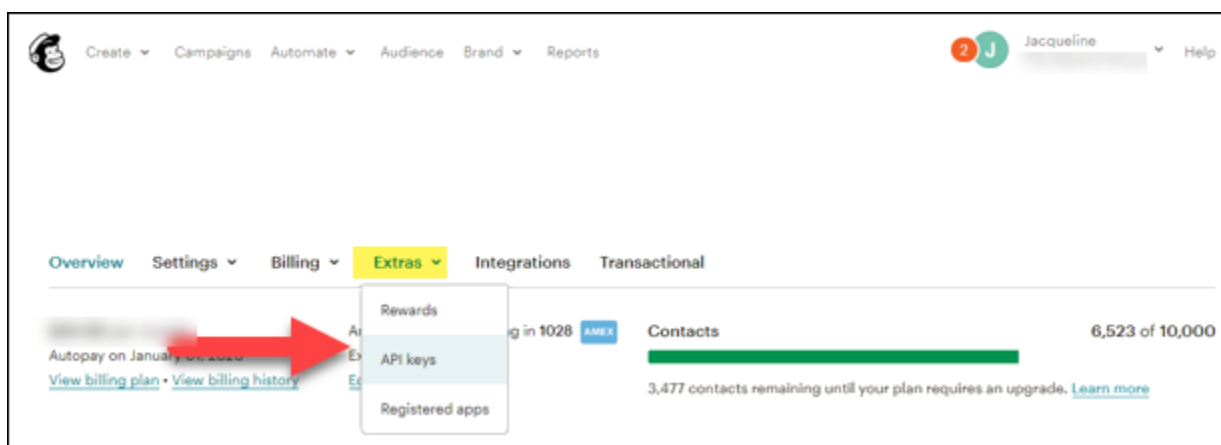 Create Campaigns Automate Audience Brand Reports
2 J Jacqueline Help
Overview Settings Billing Extras Integrations Transactional
Rewards
g in 1028 AMEX
Contacts 6,523 of 10,000
Autopay on January
API keys
View billing plan • View billing history
3,477 contacts remaining until your plan requires an upgrade. Learn more
Registered apps